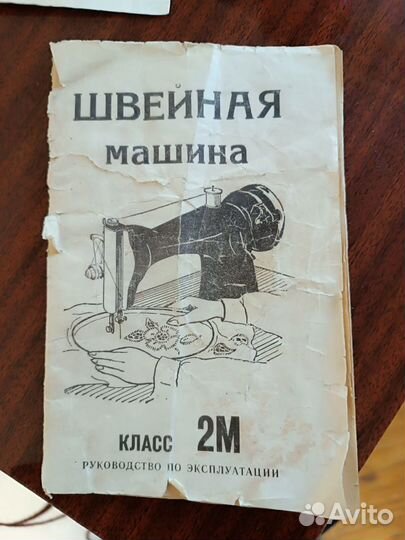 ШВЕЙНАЯ
машина
КЛАСС 2М
РУКОВОДСТВО ПО ЭКСПЛУАТАЦИИ
Avito